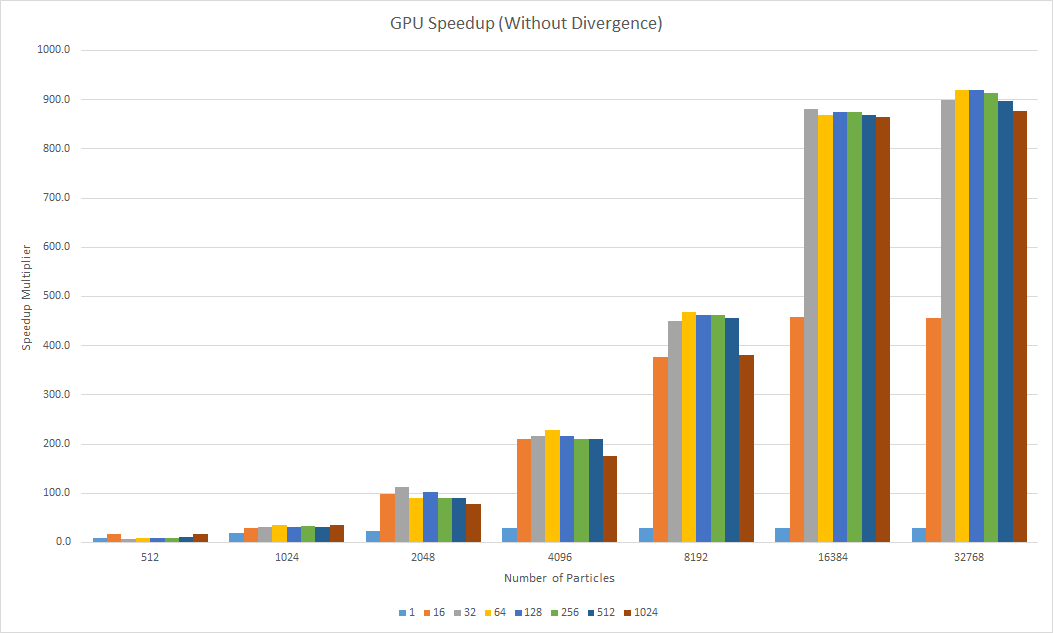 GPU Speedup (Without Divergence)
1000.0
900.0
800.0
700.0
600.0
500.0
400.0
300.0
200.0
100.0
0.0
Speedup Multiplier
512 1024 2048 4096 8192 16384 32768
Number of Particles
1 16 32 64 128 256 512 1024